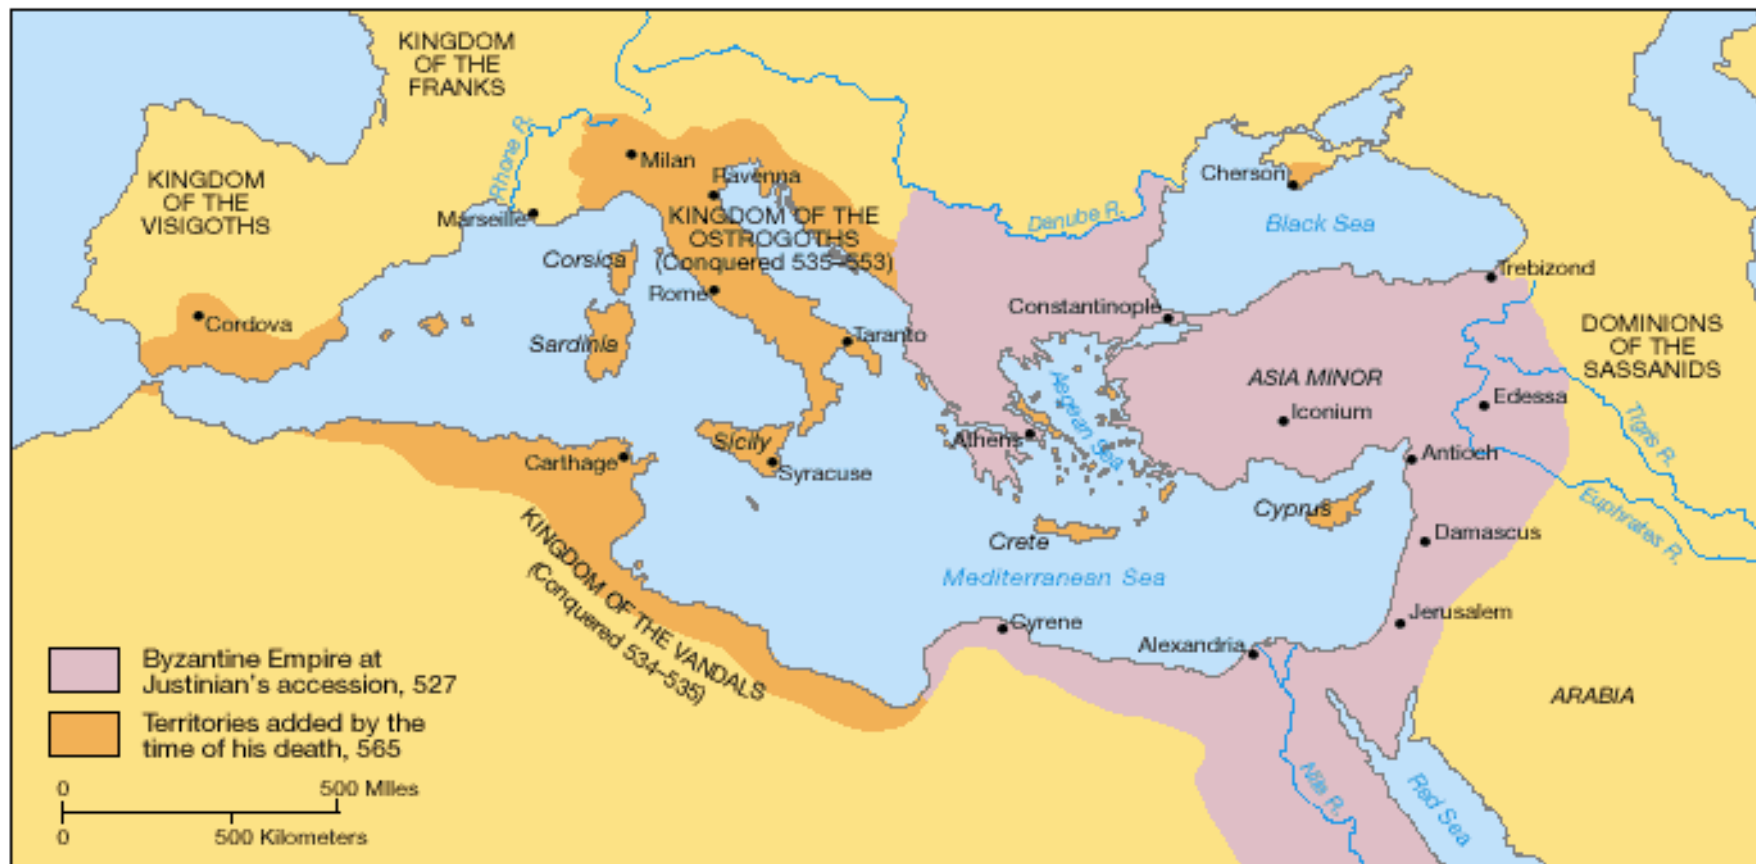 KINGDOM
OF THE
FRANKS
KINGDOM
OF THE
VISIGOTHS
Rhone R.
Milan
Ravenna
Marseille
KINGDOM OF THE
OSTROGOTHS
(Conquered 535–553)
Corsica
Rome
Cordova
Sardinia
Taranto
Danube R.
Cherson
Black Sea
Trebizond
Constantinople
DOMINIONS
OF THE
SASSANIDS
ASIA MINOR
Iconium
Edessa
Aegean Sea
Tigris R.
Athens
Antioch
Sicily
Carthage
Syracuse
Euphrates R.
Cyprus
Crete
Damascus
Mediterranean Sea
KINGDOM OF THE VANDALS
(Conquered 534–535)
Cyrene
Jerusalem
Alexandria
ARABIA
Nile R.
Red Sea
Byzantine Empire at
Justinian's accession, 527
Territories added by the
time of his death, 565
0 500 Miles
0 500 Kilometers